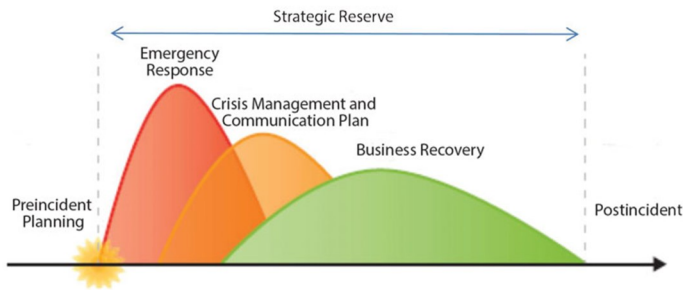 Strategic Reserve
Emergency
Response
Crisis Management and
Communication Plan
Business Recovery
Preincident
Planning
Postincident